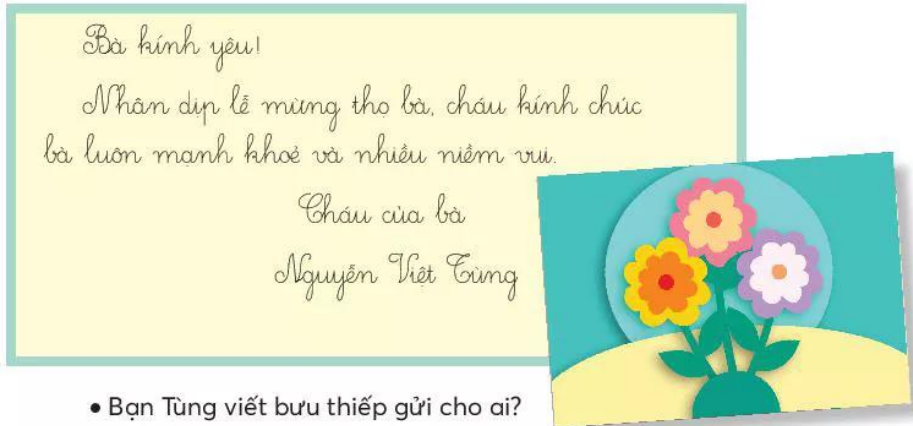 Bà kính yêu!
Nhân dịp lễ mừng thọ bà, cháu kính chúc
bà luôn mạnh khoẻ và nhiều niềm vui.
Cháu của bà
Nguyễn Việt Tùng
• Bạn Tùng viết bưu thiếp gửi cho ai?